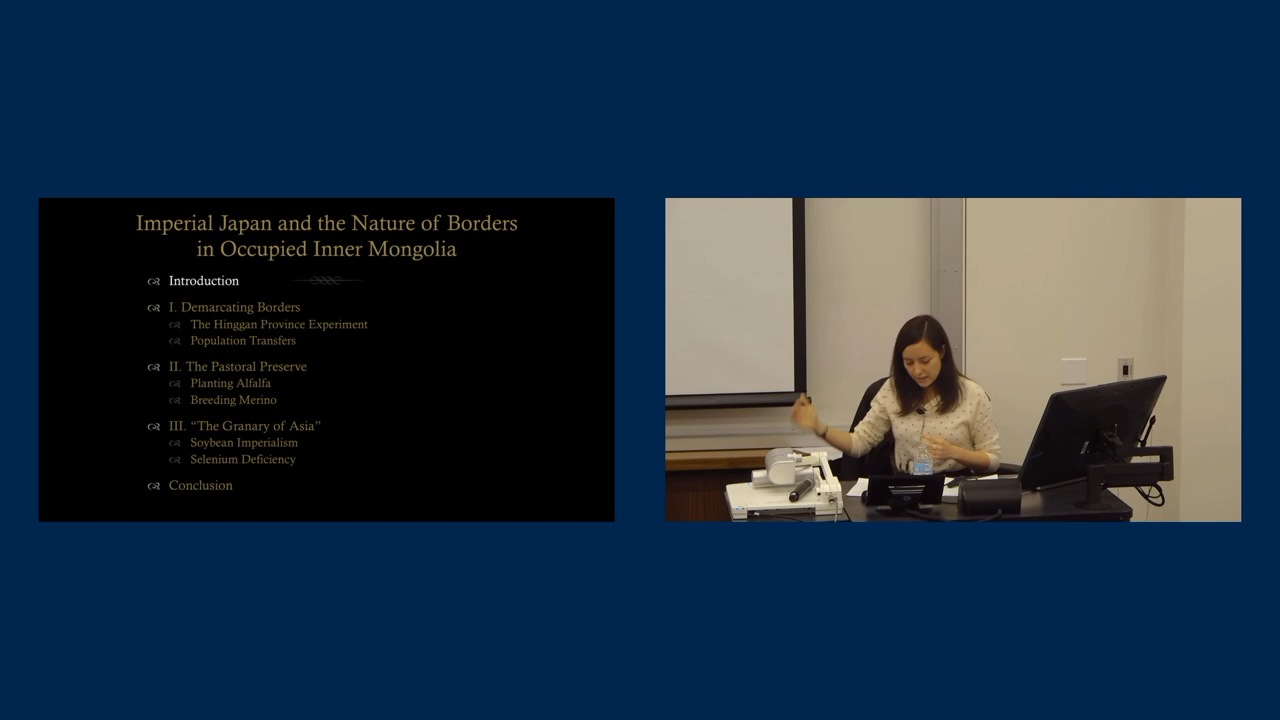 Imperial Japan and the Nature of Borders
in Occupied Inner Mongolia
Introduction
I. Demarcating Borders
The Hinggan Province Experiment
Population Transfers
II. The Pastoral Preserve
Planting Alfalfa
Breeding Merino
III. “The Granary of Asia”
Soybean Imperialism
Selenium Deficiency
Conclusion